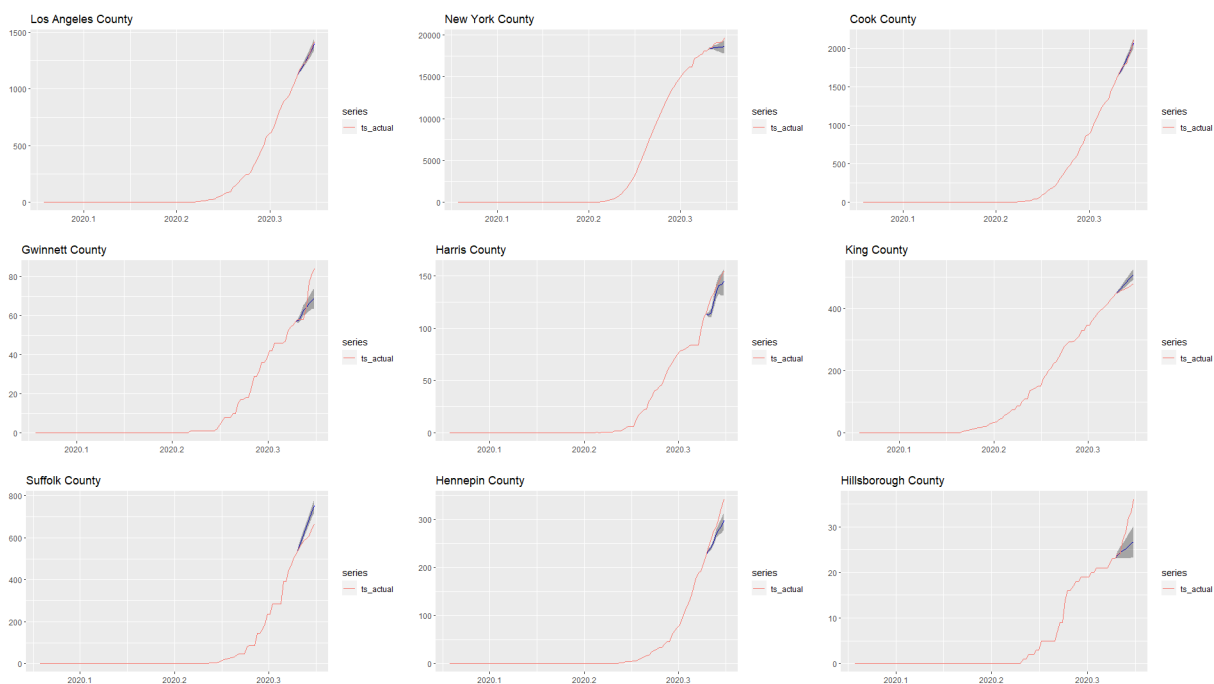 Los Angeles County
1500
1000
500
0
2020.1 2020.2 2020.3
series
ts_actual
New York County
20000
15000
10000
5000
0
2020.1 2020.2 2020.3
series
ts_actual
Cook County
2000
1500
1000
500
0
2020.1 2020.2 2020.3
series
ts_actual
Gwinnett County
80
60
40
20
0
2020.1 2020.2 2020.3
series
ts_actual
Harris County
150
100
50
0
2020.1 2020.2 2020.3
series
ts_actual
King County
400
200
0
2020.1 2020.2 2020.3
series
ts_actual
Suffolk County
800
600
400
200
0
2020.1 2020.2 2020.3
series
ts_actual
Hennepin County
300
200
100
0
2020.1 2020.2 2020.3
series
ts_actual
Hillsborough County
30
20
10
0
2020.1 2020.2 2020.3
series
ts_actual